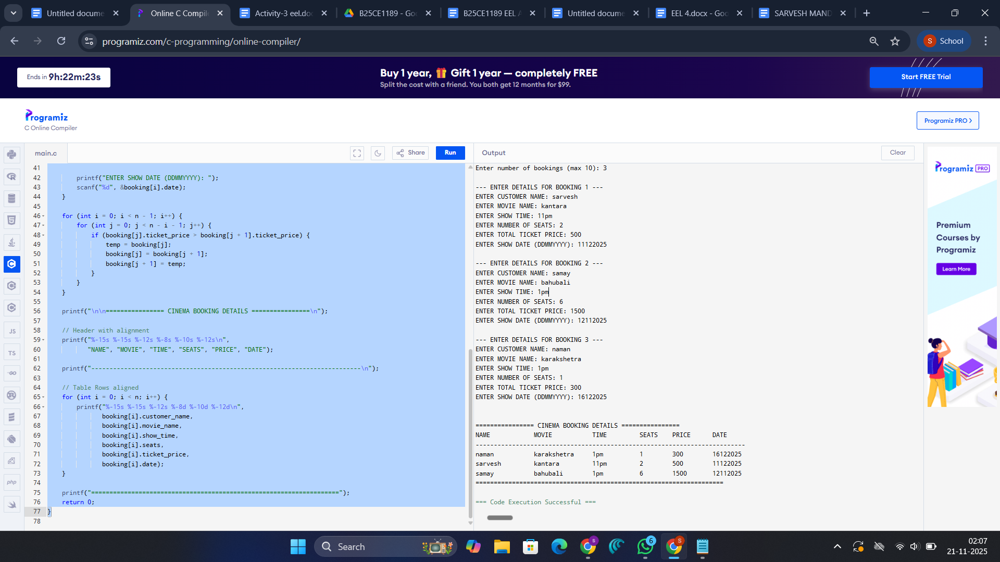 Untitled docume
Online C Compile
Activity-3 eel.doc
B25CE1189 - Goo
B25CE1189 EEL A
Untitled docume
EEL 4.docx - Goo
SARVESH MAND
programiz.com/c-programming/online-compiler/
S School
Ends in 9h:22m:23s
Buy 1 year, Gift 1 year — completely FREE
Split the cost with a friend. You both get 12 months for $99.
Start FREE Trial
Programiz
C Online Compiler
Programiz PRO >
main.c
Share
Run
Output
Clear
41
42 printf("ENTER SHOW DATE (DDMMYYYY): ");
43 scanf("%d", &booking[i].date);
44 }
45
46 for (int i = 0; i < n - 1; i++) {
47 for (int j = 0; j < n - i - 1; j++) {
48 if (booking[j].ticket_price > booking[j + 1].ticket_price) {
49 temp = booking[j];
50 booking[j] = booking[j + 1];
51 booking[j + 1] = temp;
52 }
53 }
54 }
55
56 printf("\n\n================ CINEMA BOOKING DETAILS ================\n");
57
58 // Header with alignment
59 printf("%-15s %-15s %-12s %-8s %-10s %-12s\n",
60 "NAME", "MOVIE", "TIME", "SEATS", "PRICE", "DATE");
61
62 printf("--------------------------------------------------------------------------\n");
63
64 // Table Rows aligned
65 for (int i = 0; i < n; i++) {
66 printf("%-15s %-15s %-12s %-8d %-10d %-12d\n",
67 booking[i].customer_name,
68 booking[i].movie_name,
69 booking[i].show_time,
70 booking[i].seats,
71 booking[i].ticket_price,
72 booking[i].date);
73 }
74
75 printf("====================================================================");
76 return 0;
77 }
78
Enter number of bookings (max 10): 3
--- ENTER DETAILS FOR BOOKING 1 ---
ENTER CUSTOMER NAME: sarvesh
ENTER MOVIE NAME: kantara
ENTER SHOW TIME: 11pm
ENTER NUMBER OF SEATS: 2
ENTER TOTAL TICKET PRICE: 500
ENTER SHOW DATE (DDMMYYYY): 11122025
--- ENTER DETAILS FOR BOOKING 2 ---
ENTER CUSTOMER NAME: samay
ENTER MOVIE NAME: bahubali
ENTER SHOW TIME: 1pm
ENTER NUMBER OF SEATS: 6
ENTER TOTAL TICKET PRICE: 1500
ENTER SHOW DATE (DDMMYYYY): 12112025
--- ENTER DETAILS FOR BOOKING 3 ---
ENTER CUSTOMER NAME: naman
ENTER MOVIE NAME: karakshetra
ENTER SHOW TIME: 1pm
ENTER NUMBER OF SEATS: 1
ENTER TOTAL TICKET PRICE: 300
ENTER SHOW DATE (DDMMYYYY): 16122025
================ CINEMA BOOKING DETAILS ================
NAME MOVIE TIME SEATS PRICE DATE
--------------------------------------------------------------------------
naman karakshetra 1pm 1 300 16122025
sarvesh kantara 11pm 2 500 11122025
samay bahubali 1pm 6 1500 12112025
====================================================================
=== Code Execution Successful ===
Programiz PRO
Premium
Courses by
Programiz
Learn More
JS
TS
GO
php
Search
6
02:07
21-11-2025